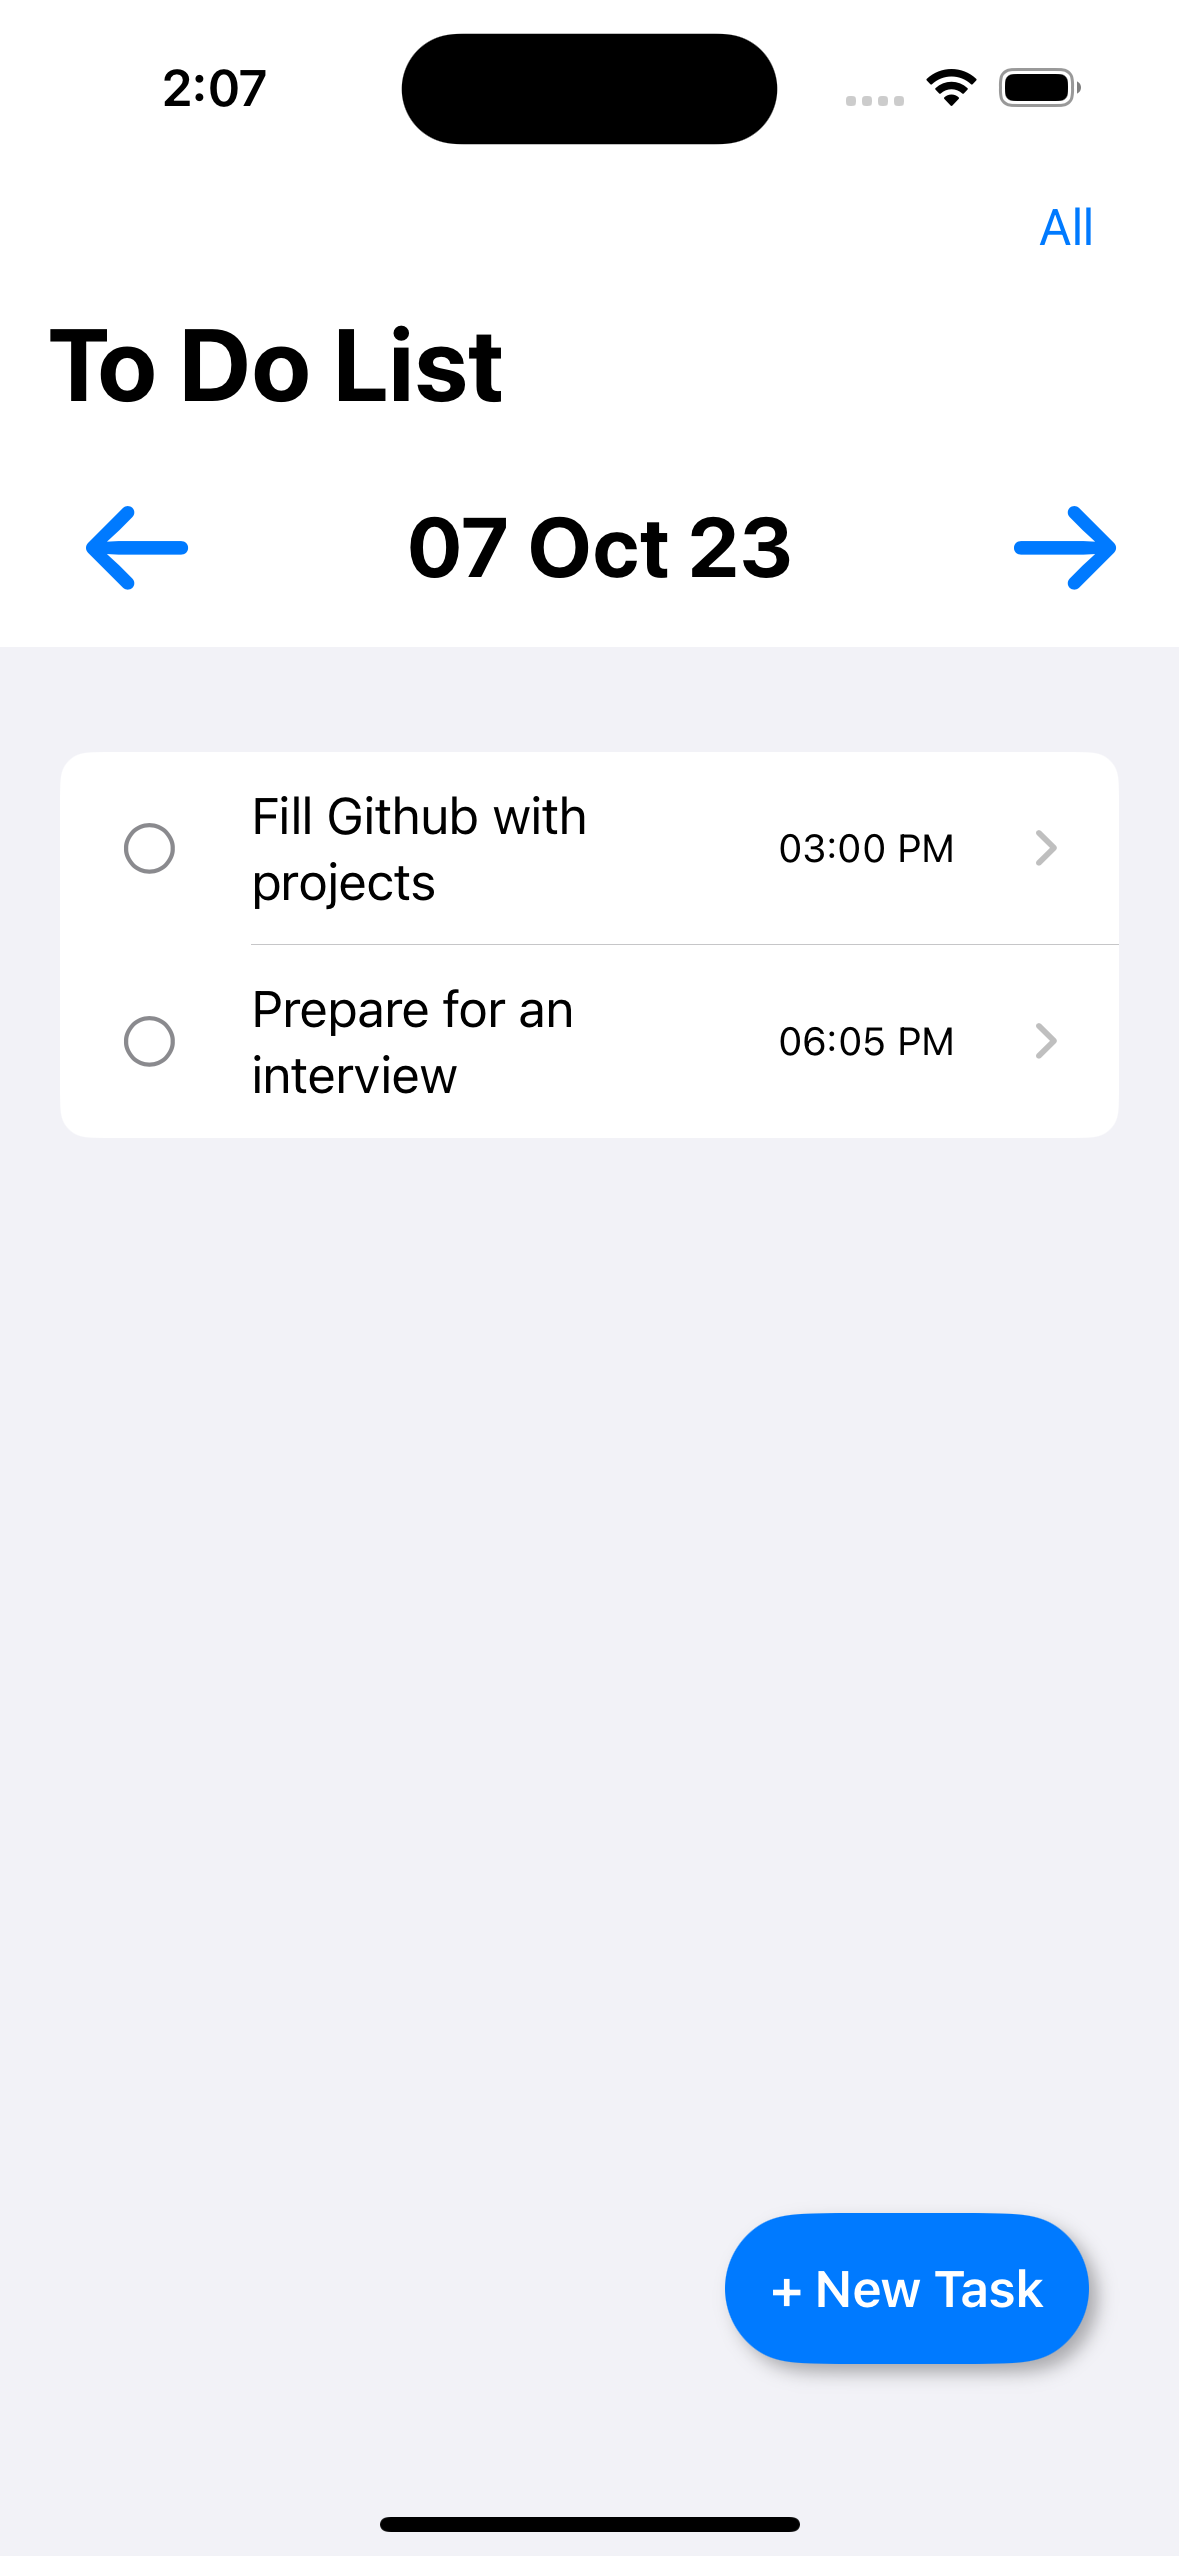 2:07
All
To Do List
07 Oct 23
Fill Github with
projects
03:00 PM
Prepare for an
interview
06:05 PM
+ New Task